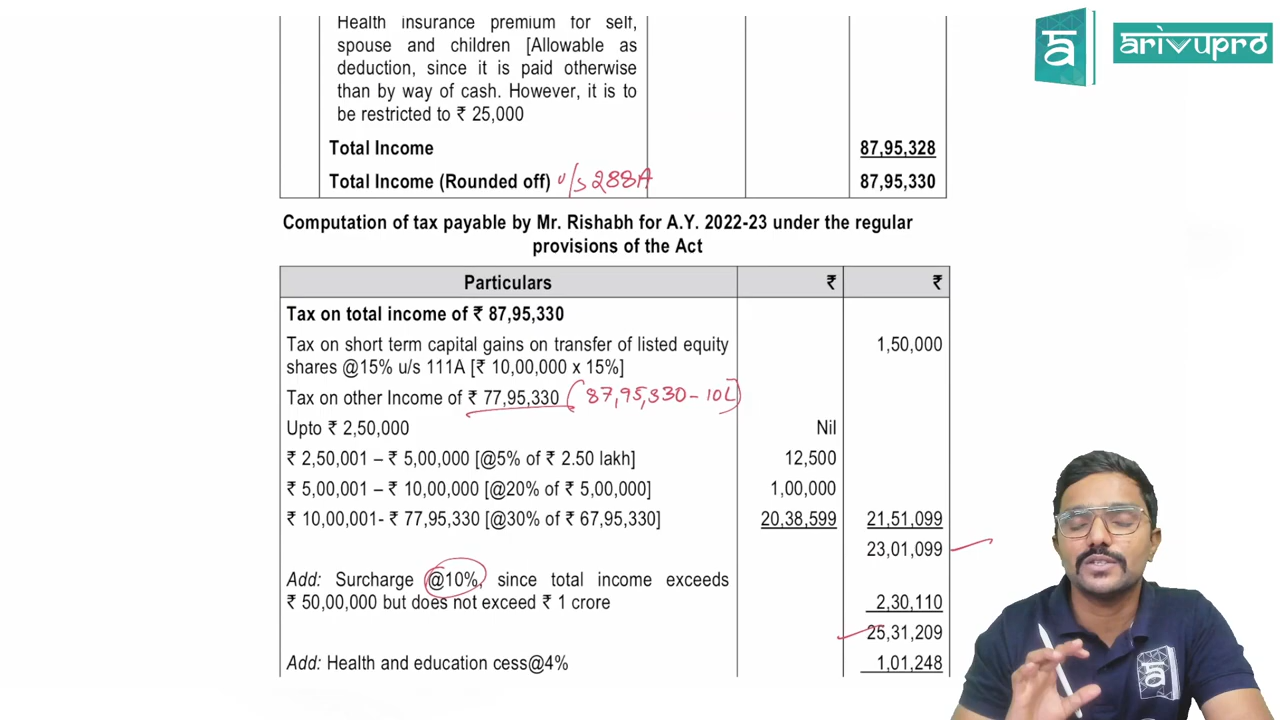 Health insurance premium for self,
spouse and children [Allowable as
deduction, since it is paid otherwise
than by way of cash. However, it is to
be restricted to ₹ 25,000
Total Income 87,95,328
Total Income (Rounded off) u/s 288A 87,95,330
Computation of tax payable by Mr. Rishabh for A.Y. 2022-23 under the regular
provisions of the Act
Particulars ₹ ₹
Tax on total income of ₹ 87,95,330
Tax on short term capital gains on transfer of listed equity 1,50,000
shares @15% u/s 111A [₹ 10,00,000 x 15%]
Tax on other Income of ₹ 77,95,330 (87,95,330 - 10L)
Upto ₹ 2,50,000 Nil
₹ 2,50,001 – ₹ 5,00,000 [@5% of ₹ 2.50 lakh] 12,500
₹ 5,00,001 – ₹ 10,00,000 [@20% of ₹ 5,00,000] 1,00,000
₹ 10,00,001- ₹ 77,95,330 [@30% of ₹ 67,95,330] 20,38,599 21,51,099
23,01,099
Add: Surcharge @10%, since total income exceeds
₹ 50,00,000 but does not exceed ₹ 1 crore 2,30,110
25,31,209
Add: Health and education cess@4% 1,01,248
arivupro